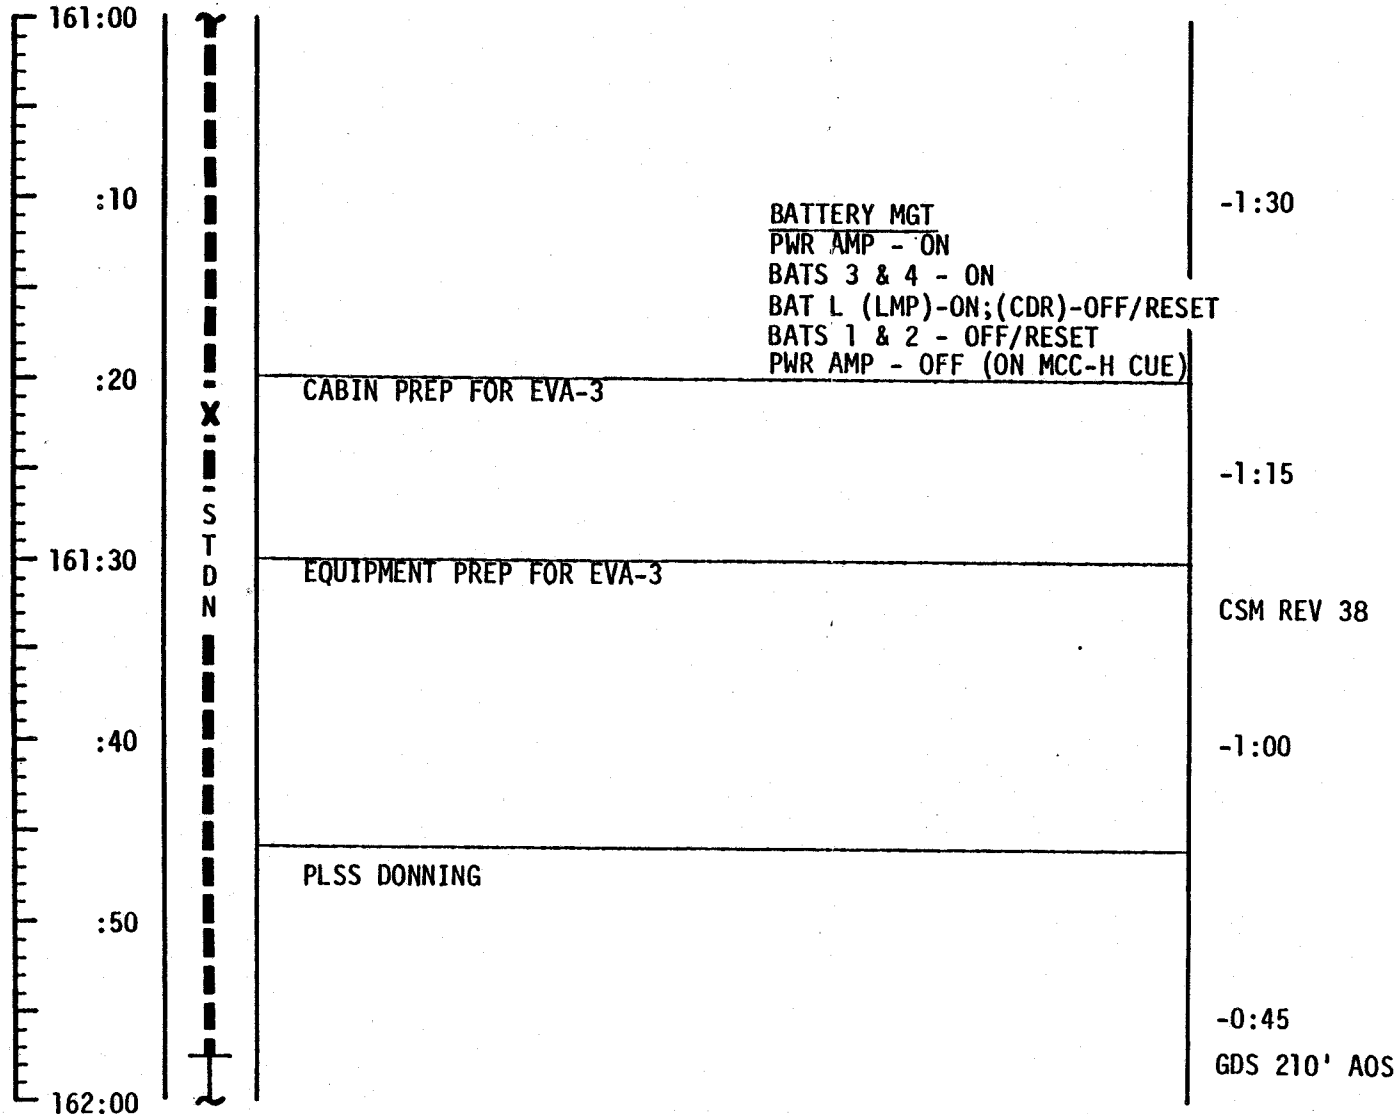 161:00
:10
-1:30
BATTERY MGT
PWR AMP - ON
BATS 3 & 4 - ON
BAT L (LMP)-ON;(CDR)-OFF/RESET
BATS 1 & 2 - OFF/RESET
PWR AMP - OFF (ON MCC-H CUE)
:20
CABIN PREP FOR EVA-3
X
-1:15
S
T
D
N
161:30
EQUIPMENT PREP FOR EVA-3
CSM REV 38
:40
-1:00
PLSS DONNING
:50
-0:45
GDS 210' AOS
162:00